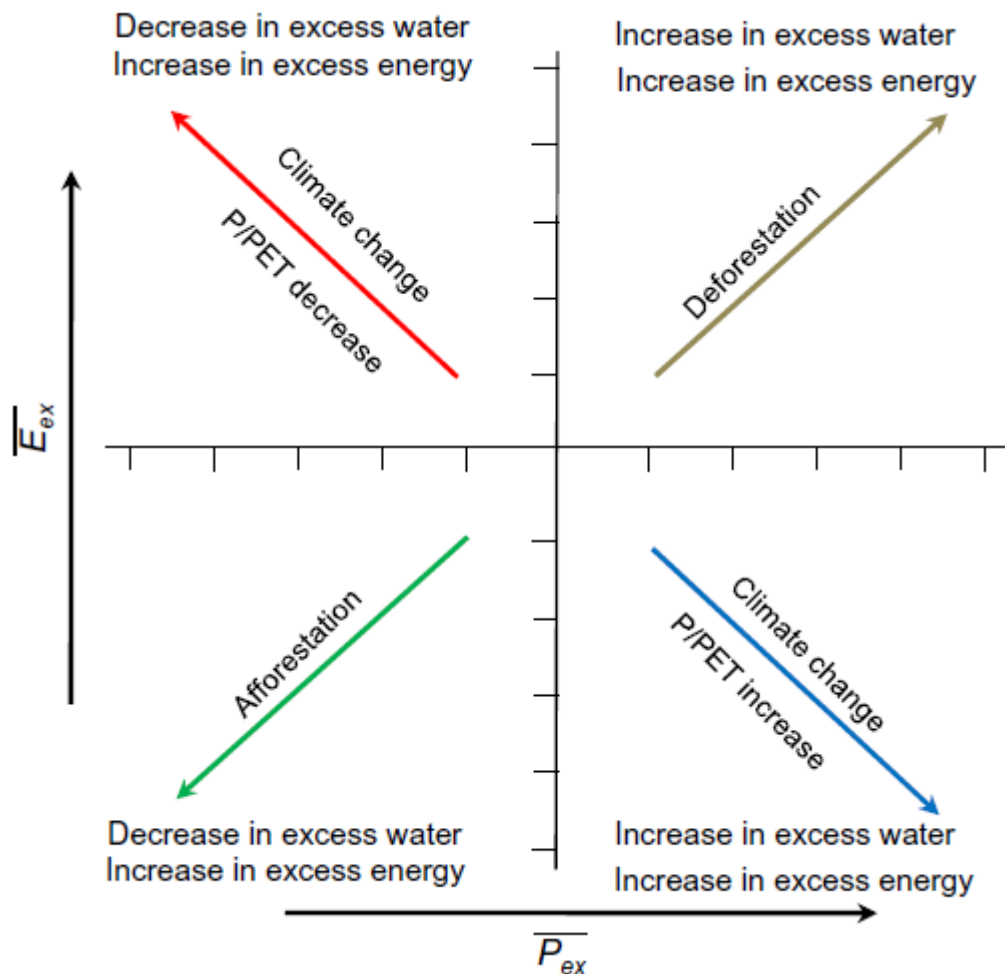 Decrease in excess water
Increase in excess energy
Increase in excess water
Increase in excess energy
Climate change
P/PET decrease
Deforestation
E̅ₑₓ
Afforestation
Climate change
P/PET increase
Decrease in excess water
Increase in excess energy
Increase in excess water
Increase in excess energy
P̅ₑₓ